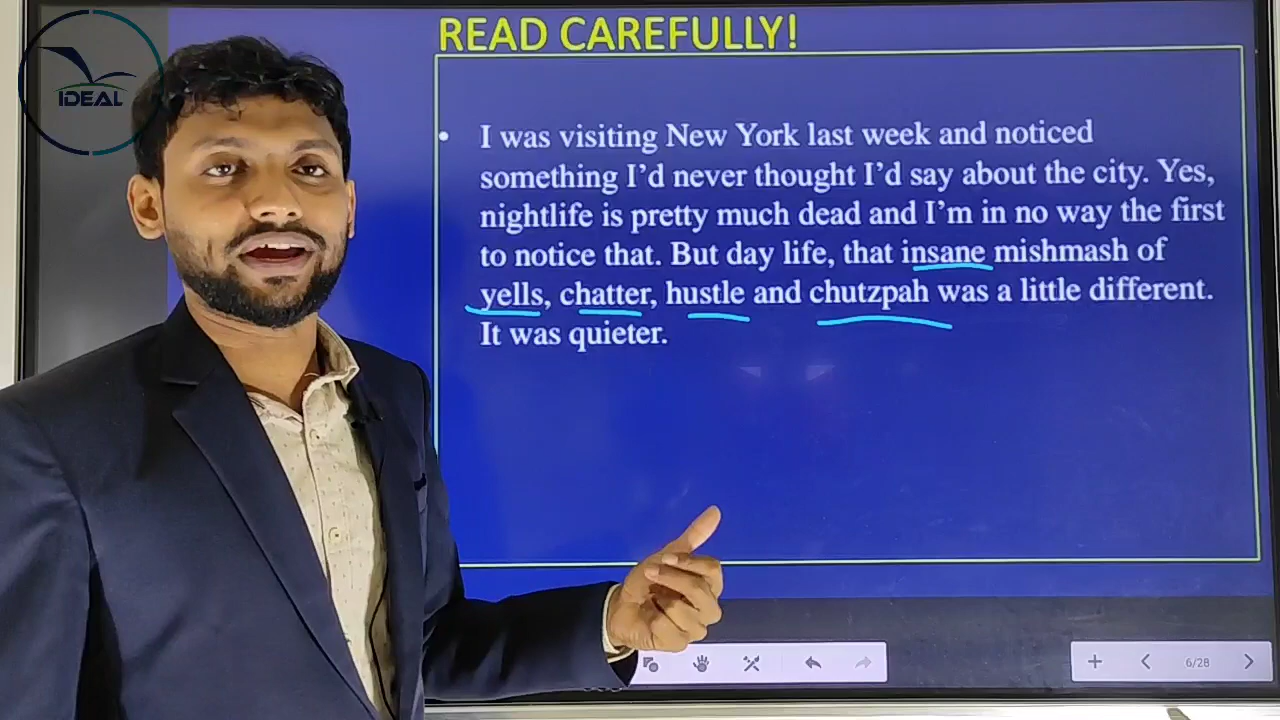 IDEAL
READ CAREFULLY!
• I was visiting New York last week and noticed
something I'd never thought I'd say about the city. Yes,
nightlife is pretty much dead and I'm in no way the first
to notice that. But day life, that insane mishmash of
yells, chatter, hustle and chutzpah was a little different.
It was quieter.
6/28